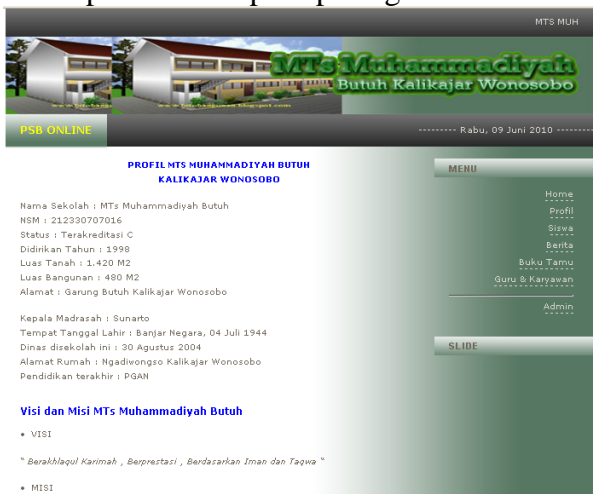 MTS MUH
MTs Muhammadiyah
Butuh Kalikajar Wonosobo
PSB ONLINE
--------- Rabu, 09 Juni 2010 ---------
PROFIL MTS MUHAMMADIYAH BUTUH
KALIKAJAR WONOSOBO
Nama Sekolah : MTs Muhammadiyah Butuh
NSM : 212330707016
Status : Terakreditasi C
Didirikan Tahun : 1998
Luas Tanah : 1.420 M2
Luas Bangunan : 480 M2
Alamat : Garung Butuh Kalikajar Wonosobo
Kepala Madrasah : Sunarto
Tempat Tanggal Lahir : Banjar Negara, 04 Juli 1944
Dinas disekolah ini : 30 Agustus 2004
Alamat Rumah : Ngadiwongso Kalikajar Wonosobo
Pendidikan terakhir : PGAN
Visi dan Misi MTs Muhammadiyah Butuh
• VISI
" Berakhlaqul Karimah , Berprestasi , Berdasarkan Iman dan Taqwa "
• MISI
MENU
Home
Profil
Siswa
Berita
Buku Tamu
Guru & Karyawan
Admin
SLIDE